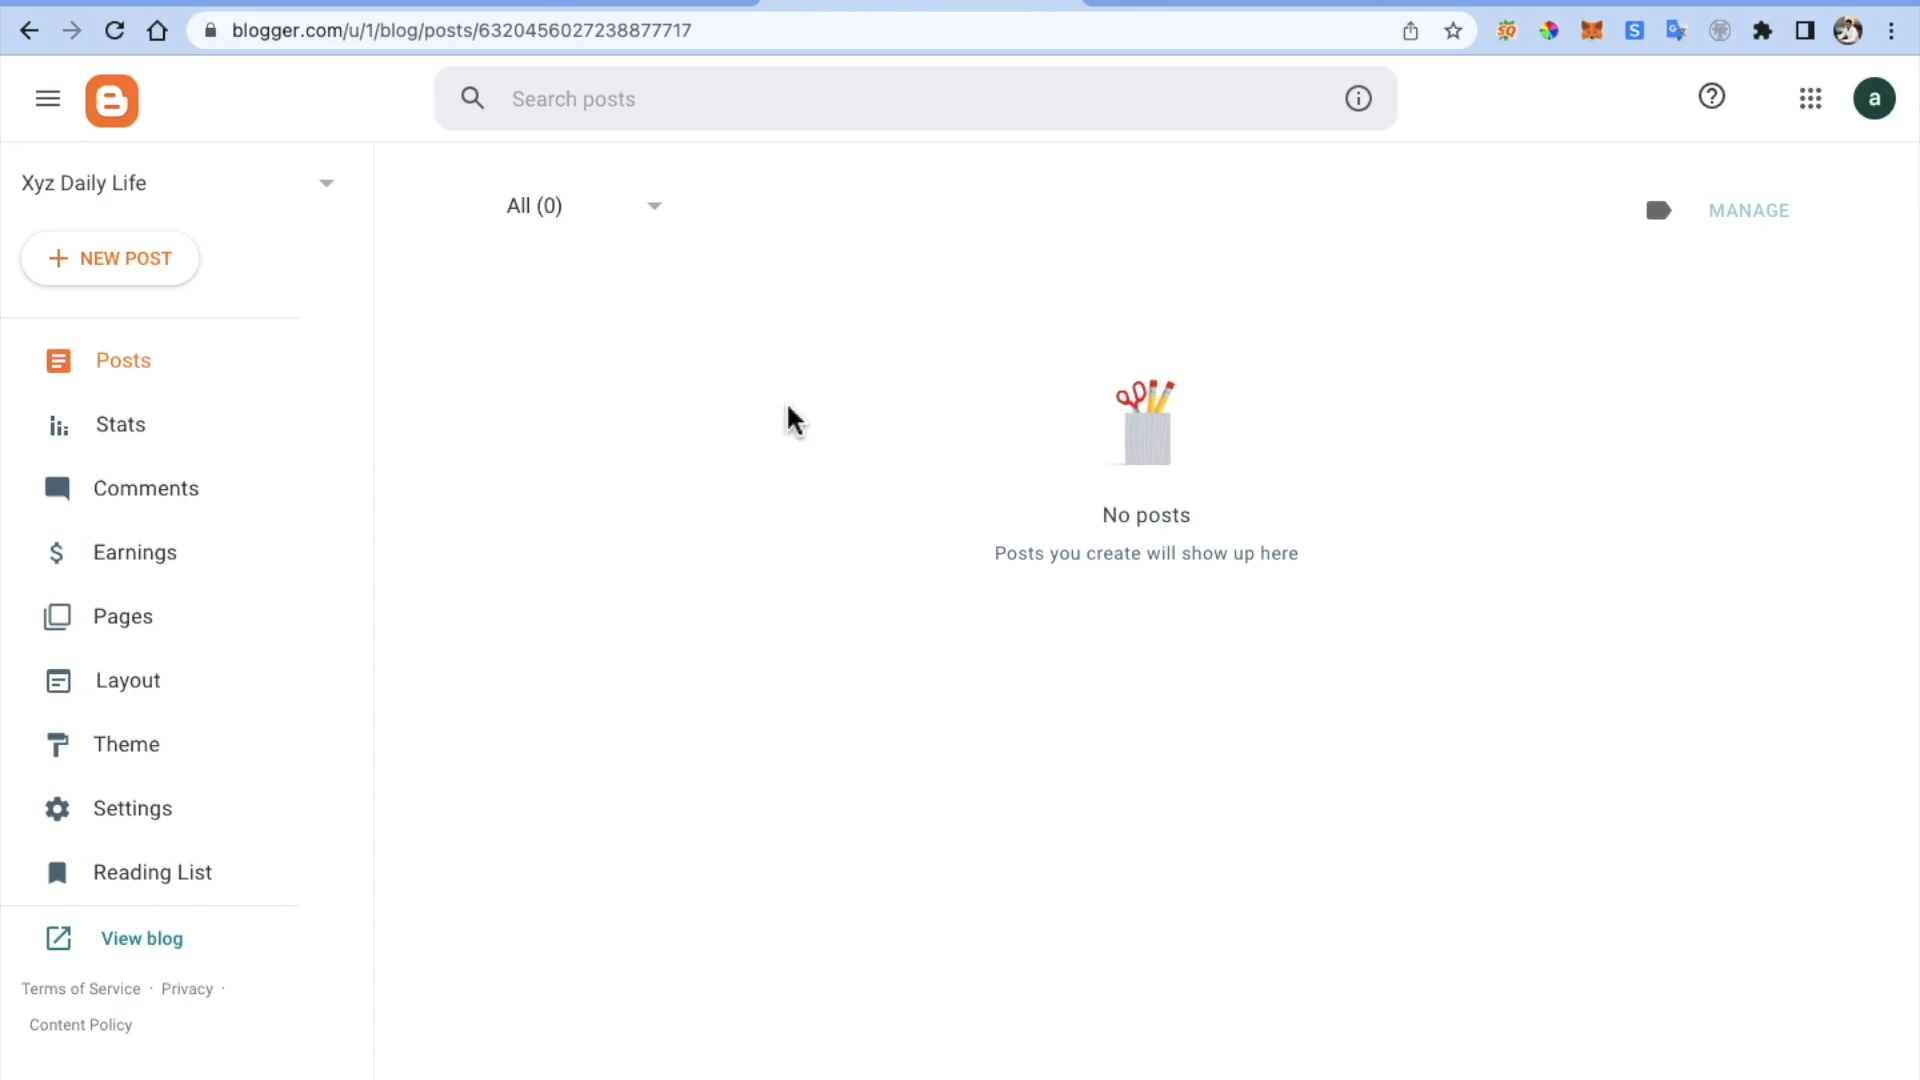 blogger.com/u/1/blog/posts/6320456027238877717
Search posts
a
Xyz Daily Life
All (0)
MANAGE
+ NEW POST
Posts
Stats
Comments
Earnings
Pages
Layout
Theme
Settings
Reading List
View blog
Terms of Service · Privacy ·
Content Policy
No posts
Posts you create will show up here